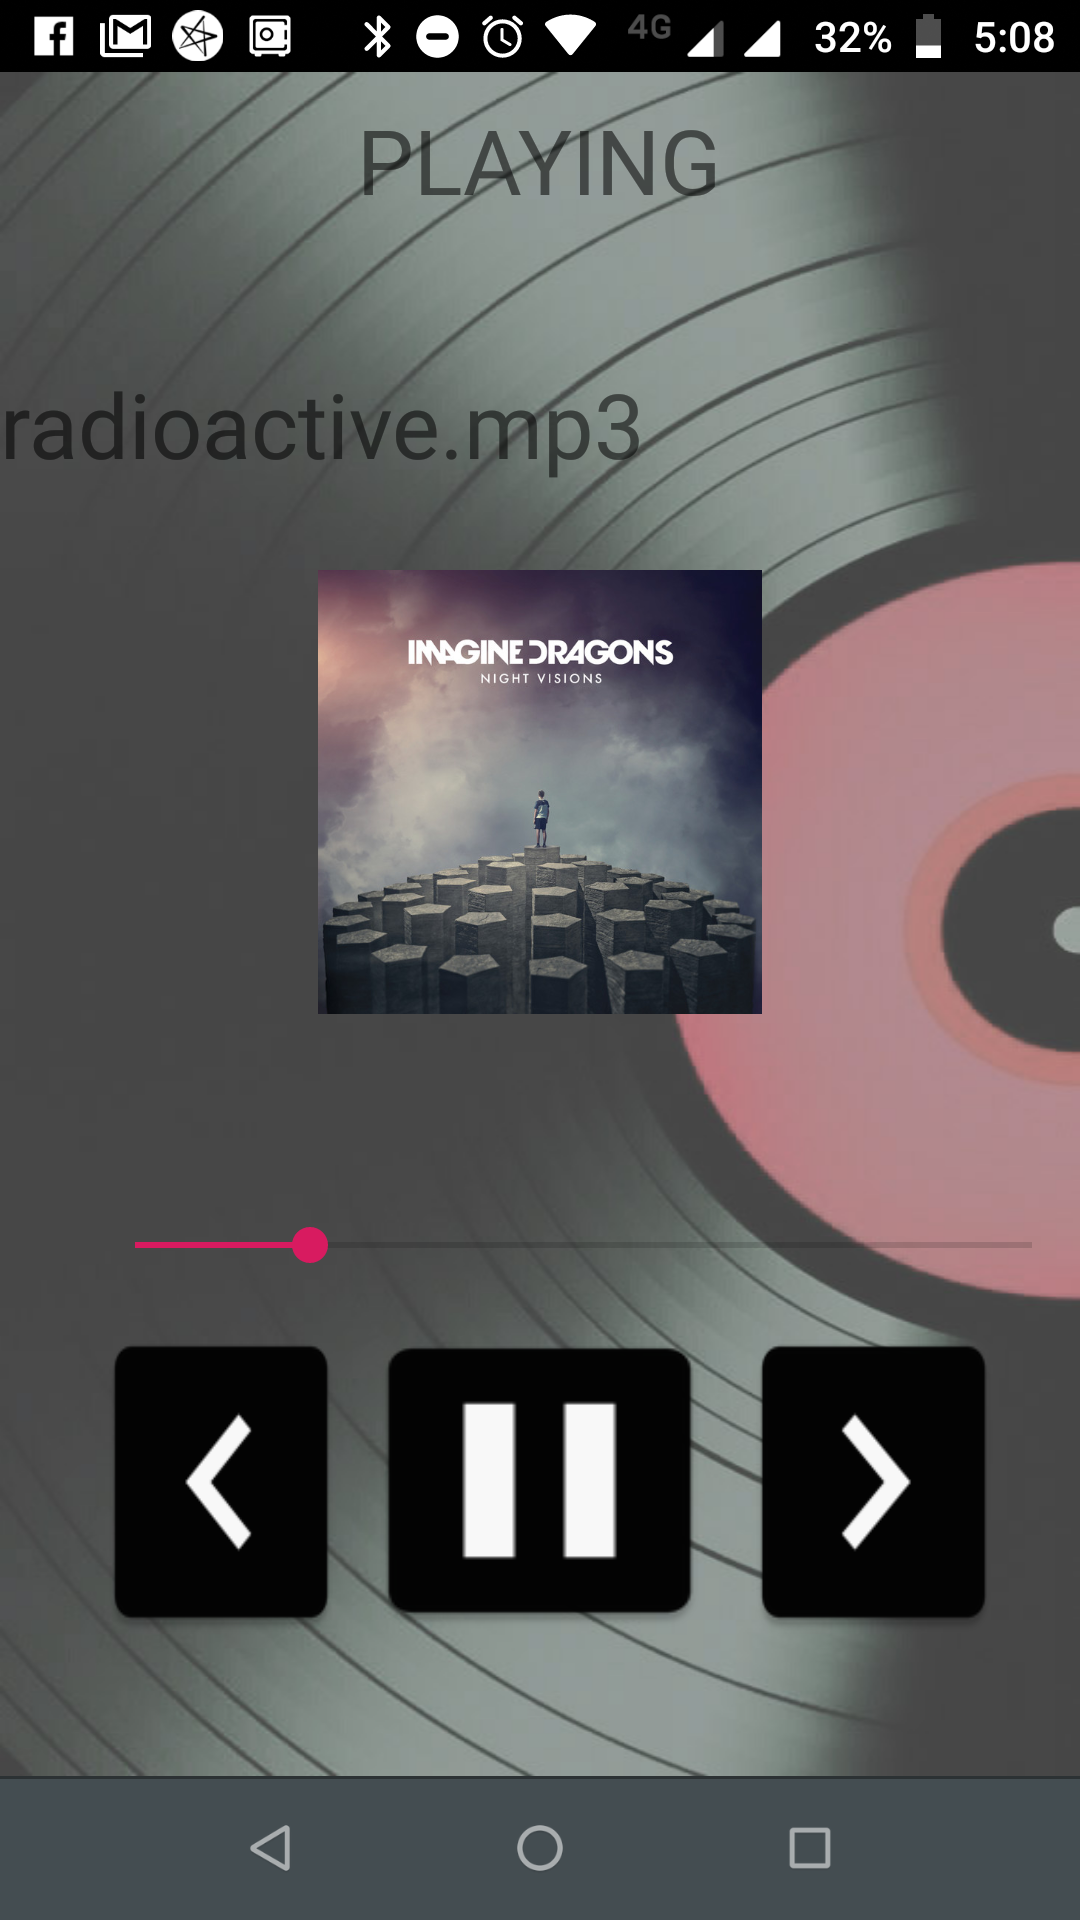 4G 32% 5:08
PLAYING
radioactive.mp3
IMAGINE DRAGONS
NIGHT VISIONS